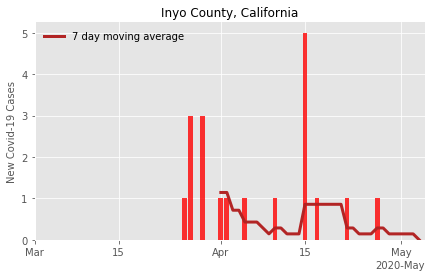 Inyo County, California
7 day moving average
New Covid-19 Cases
5
4
3
2
1
0
Mar 15 Apr 15 May
2020-May